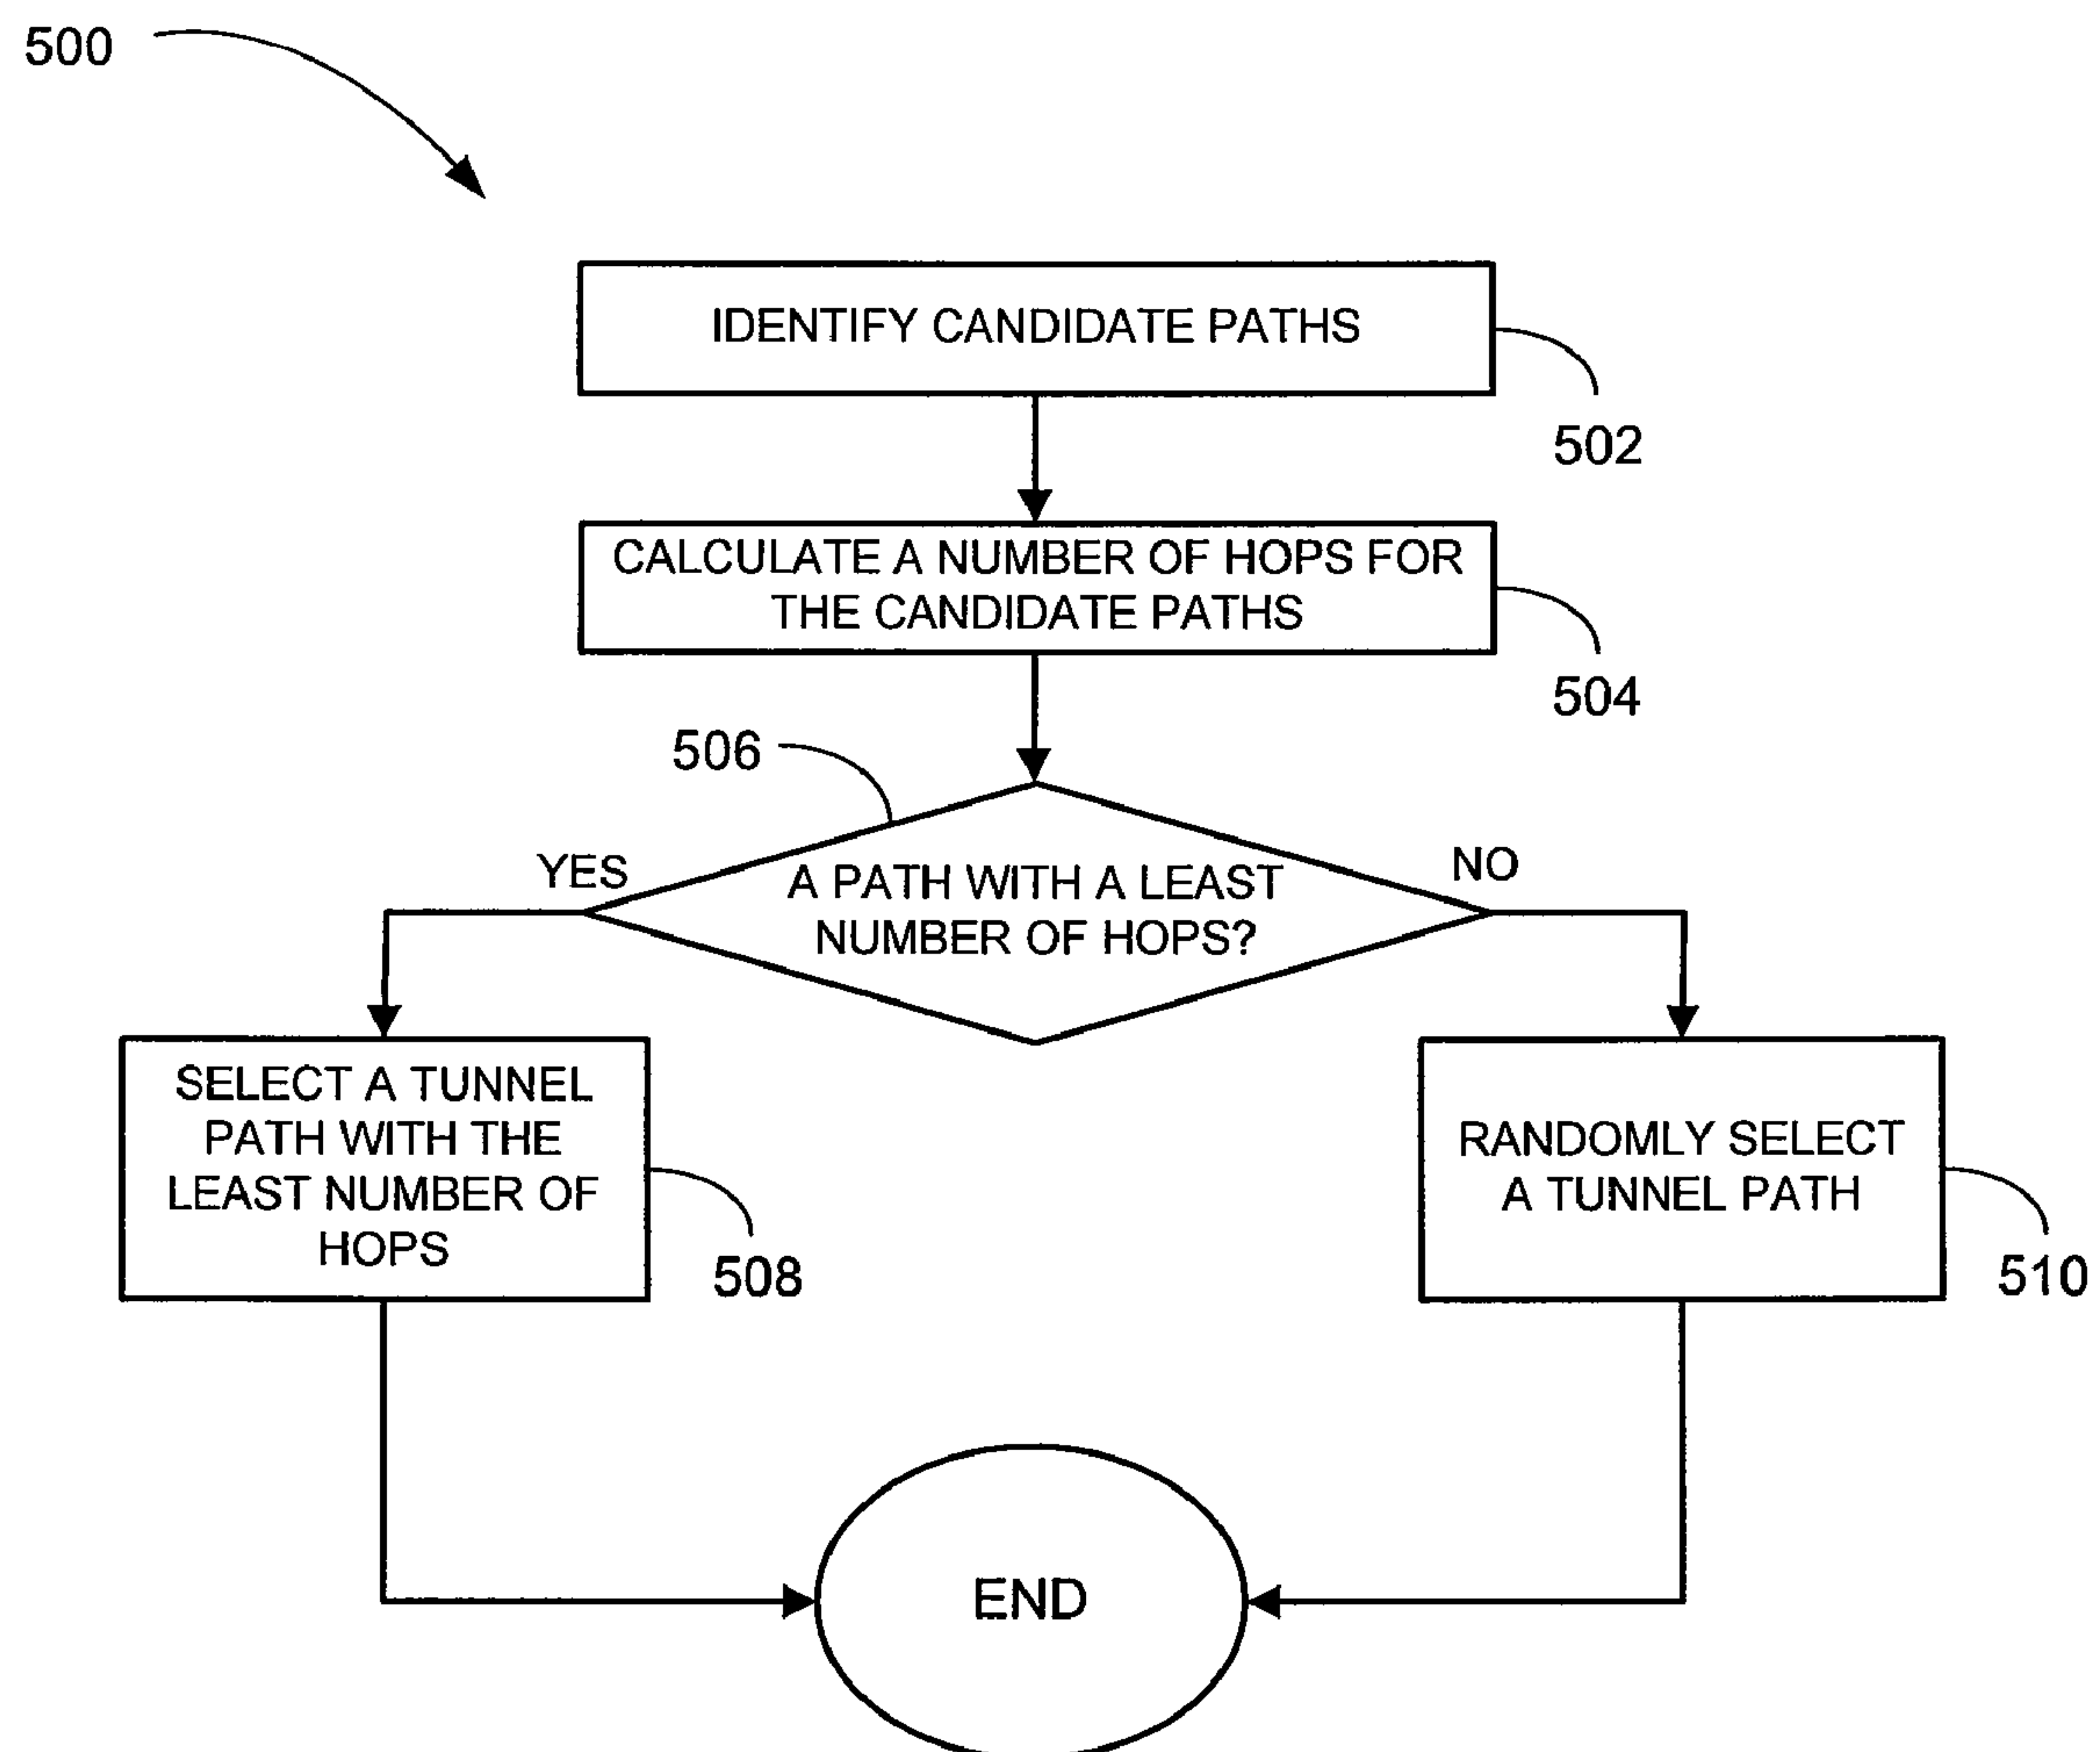 500
IDENTIFY CANDIDATE PATHS
502
CALCULATE A NUMBER OF HOPS FOR
THE CANDIDATE PATHS
504
506
YES
A PATH WITH A LEAST
NUMBER OF HOPS?
NO
SELECT A TUNNEL
PATH WITH THE
LEAST NUMBER OF
HOPS
508
RANDOMLY SELECT
A TUNNEL PATH
510
END